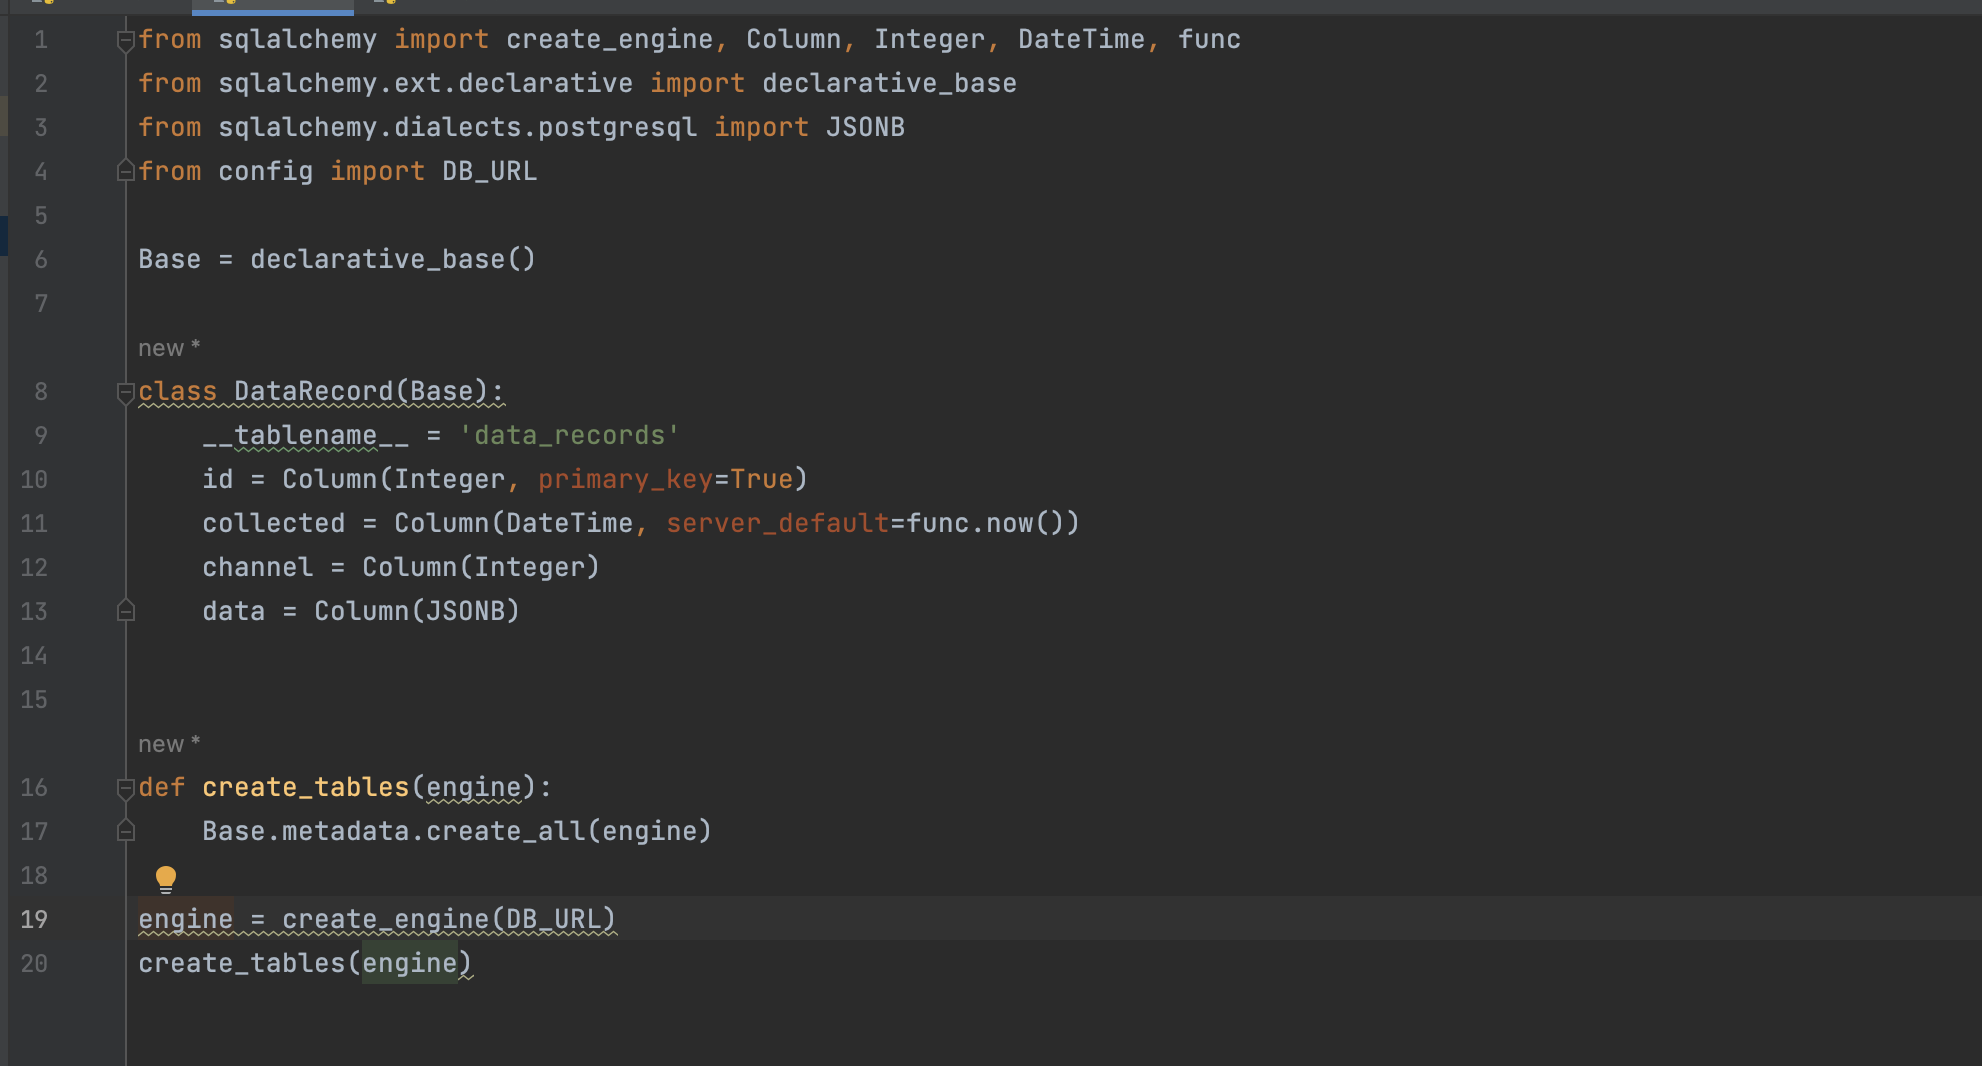 1 from sqlalchemy import create_engine, Column, Integer, DateTime, func
2 from sqlalchemy.ext.declarative import declarative_base
3 from sqlalchemy.dialects.postgresql import JSONB
4 from config import DB_URL
5
6 Base = declarative_base()
7
new *
8 class DataRecord(Base):
9     __tablename__ = 'data_records'
10     id = Column(Integer, primary_key=True)
11     collected = Column(DateTime, server_default=func.now())
12     channel = Column(Integer)
13     data = Column(JSONB)
14
15
new *
16 def create_tables(engine):
17     Base.metadata.create_all(engine)
18
19 engine = create_engine(DB_URL)
20 create_tables(engine)